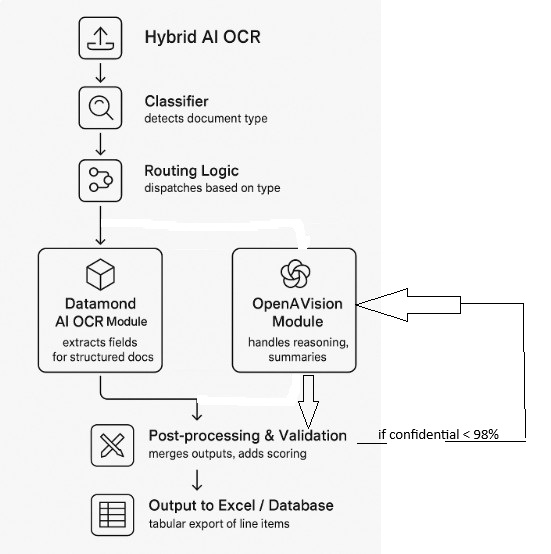 Hybrid AI OCR
Classifier
detects document type
Routing Logic
dispatches based on type
Datamond
AI OCR Module
extracts fields
for structured docs
OpenAVision
Module
handles reasoning,
summaries
Post-processing & Validation
merges outputs, adds scoring
if confidential < 98%
Output to Excel / Database
tabular export of line items